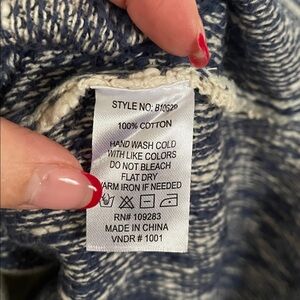 STYLE NO: B10629
100% COTTON
HAND WASH COLD
WITH LIKE COLORS
DO NOT BLEACH
FLAT DRY
WARM IRON IF NEEDED
RN# 109283
MADE IN CHINA
VNDR # 1001